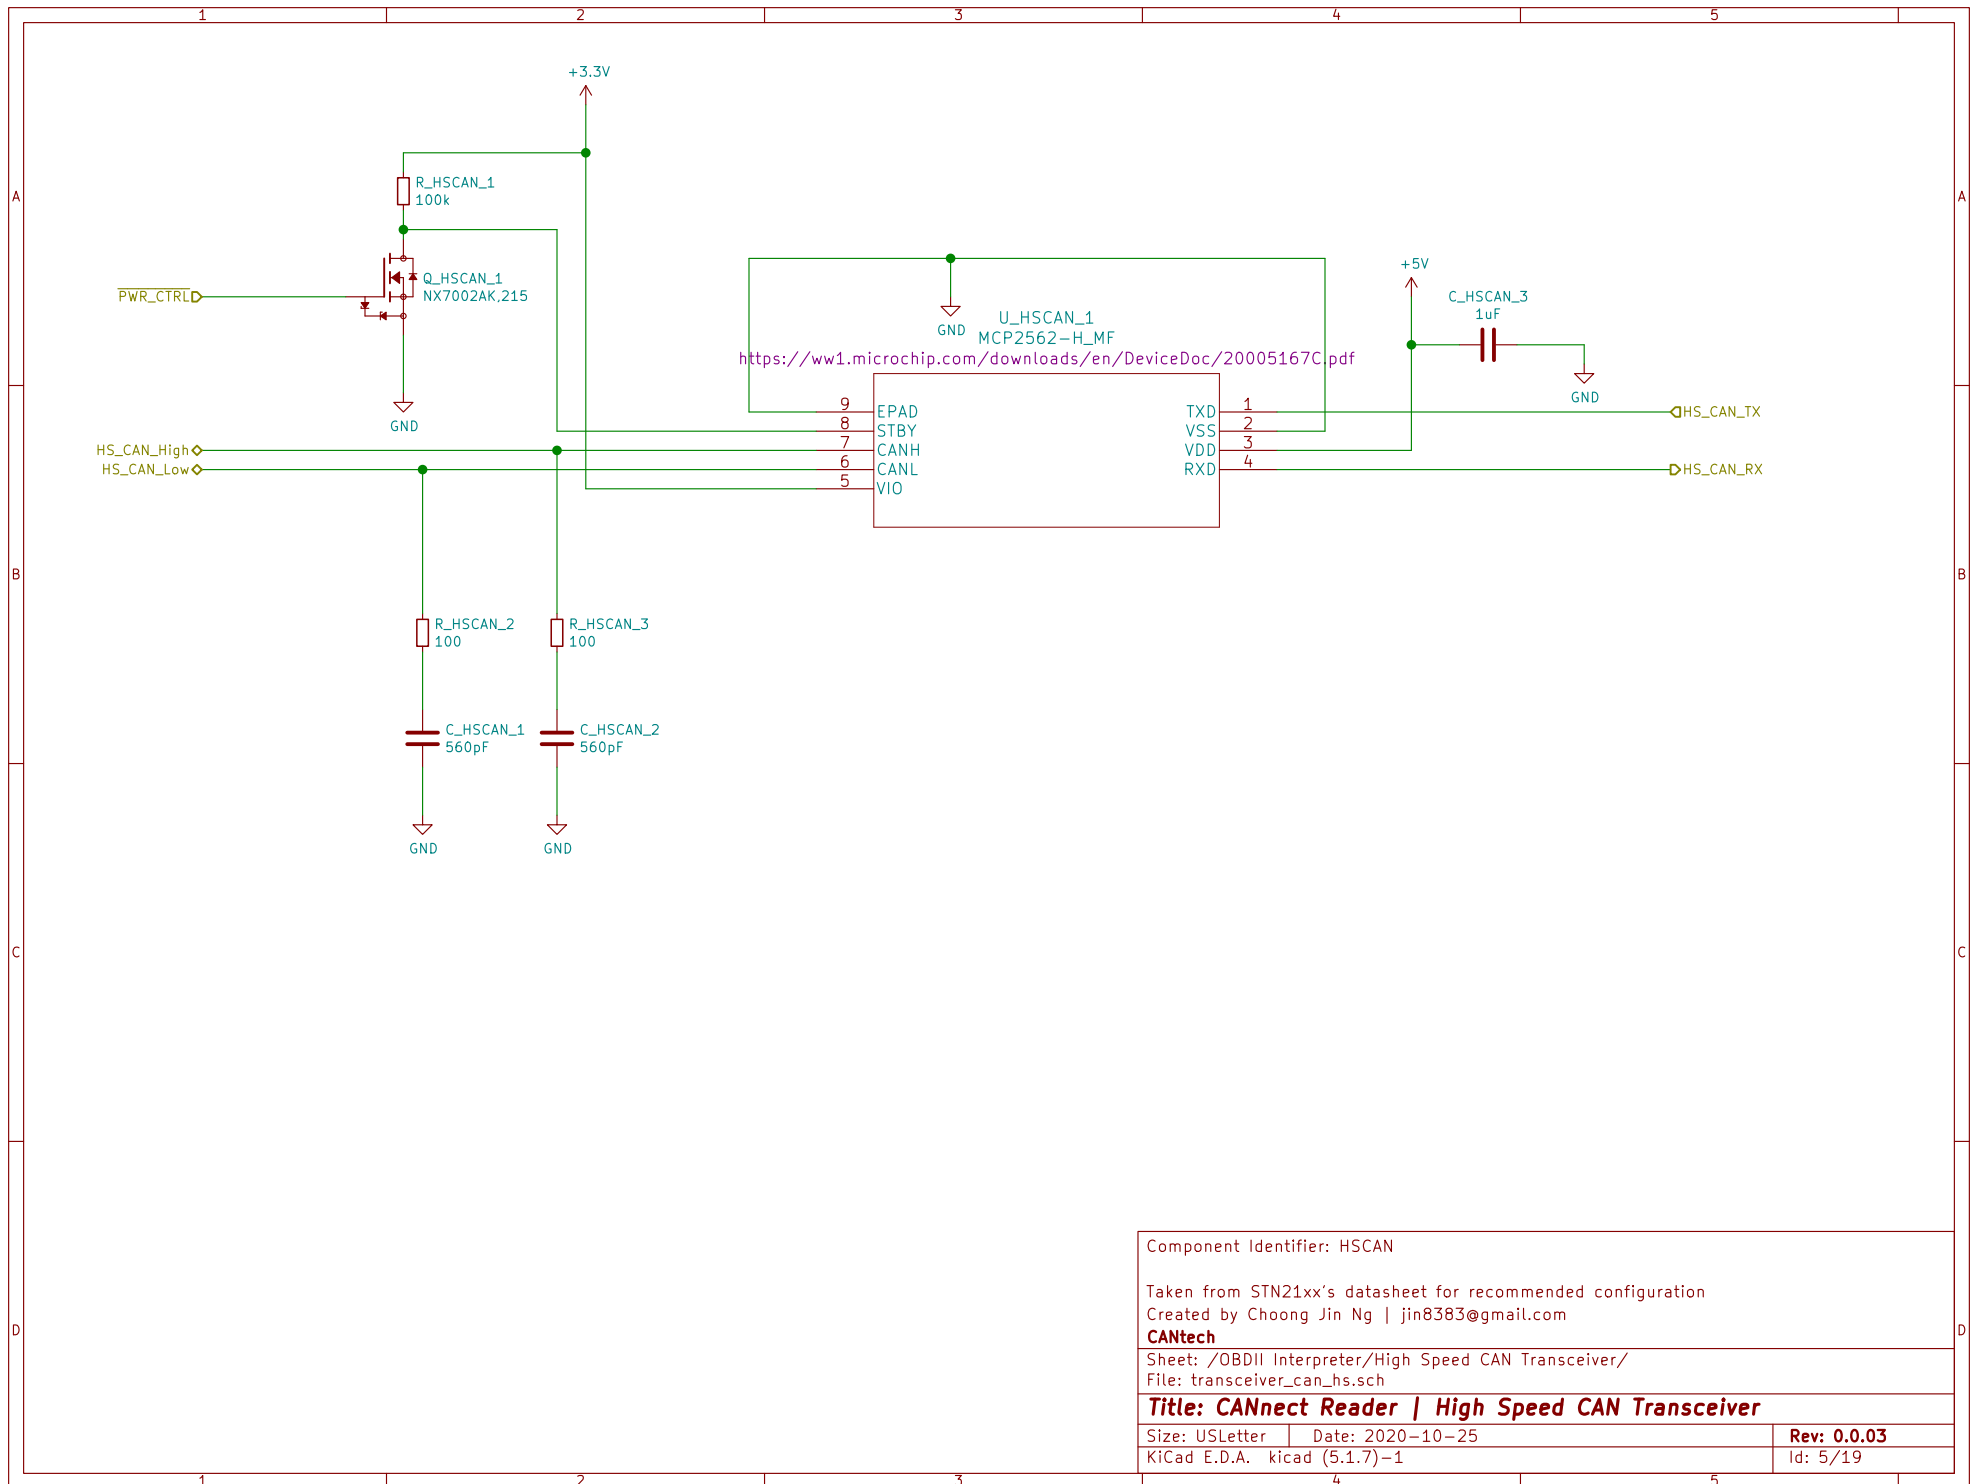 1 2 3 4 5
+3.3V
A A
R_HSCAN_1
100k
+5V
Q_HSCAN_1
NX7002AK,215
PWR_CTRL
C_HSCAN_3
1uF
GND
U_HSCAN_1
MCP2562-H_MF
https://ww1.microchip.com/downloads/en/DeviceDoc/20005167C.pdf
GND
GND
9 EPAD TXD 1 HS_CAN_TX
8 STBY VSS 2
HS_CAN_High 7 CANH VDD 3
HS_CAN_Low 6 CANL RXD 4 HS_CAN_RX
5 VIO
B B
R_HSCAN_2 R_HSCAN_3
100 100
C_HSCAN_1 C_HSCAN_2
560pF 560pF
GND GND
C C
Component Identifier: HSCAN
Taken from STN21xx's datasheet for recommended configuration
Created by Choong Jin Ng | jin8383@gmail.com
D D
CANtech
Sheet: /OBDII Interpreter/High Speed CAN Transceiver/
File: transceiver_can_hs.sch
Title: CANnect Reader | High Speed CAN Transceiver
Size: USLetter Date: 2020-10-25 Rev: 0.0.03
KiCad E.D.A. kicad (5.1.7)-1 Id: 5/19
1 2 3 4 5